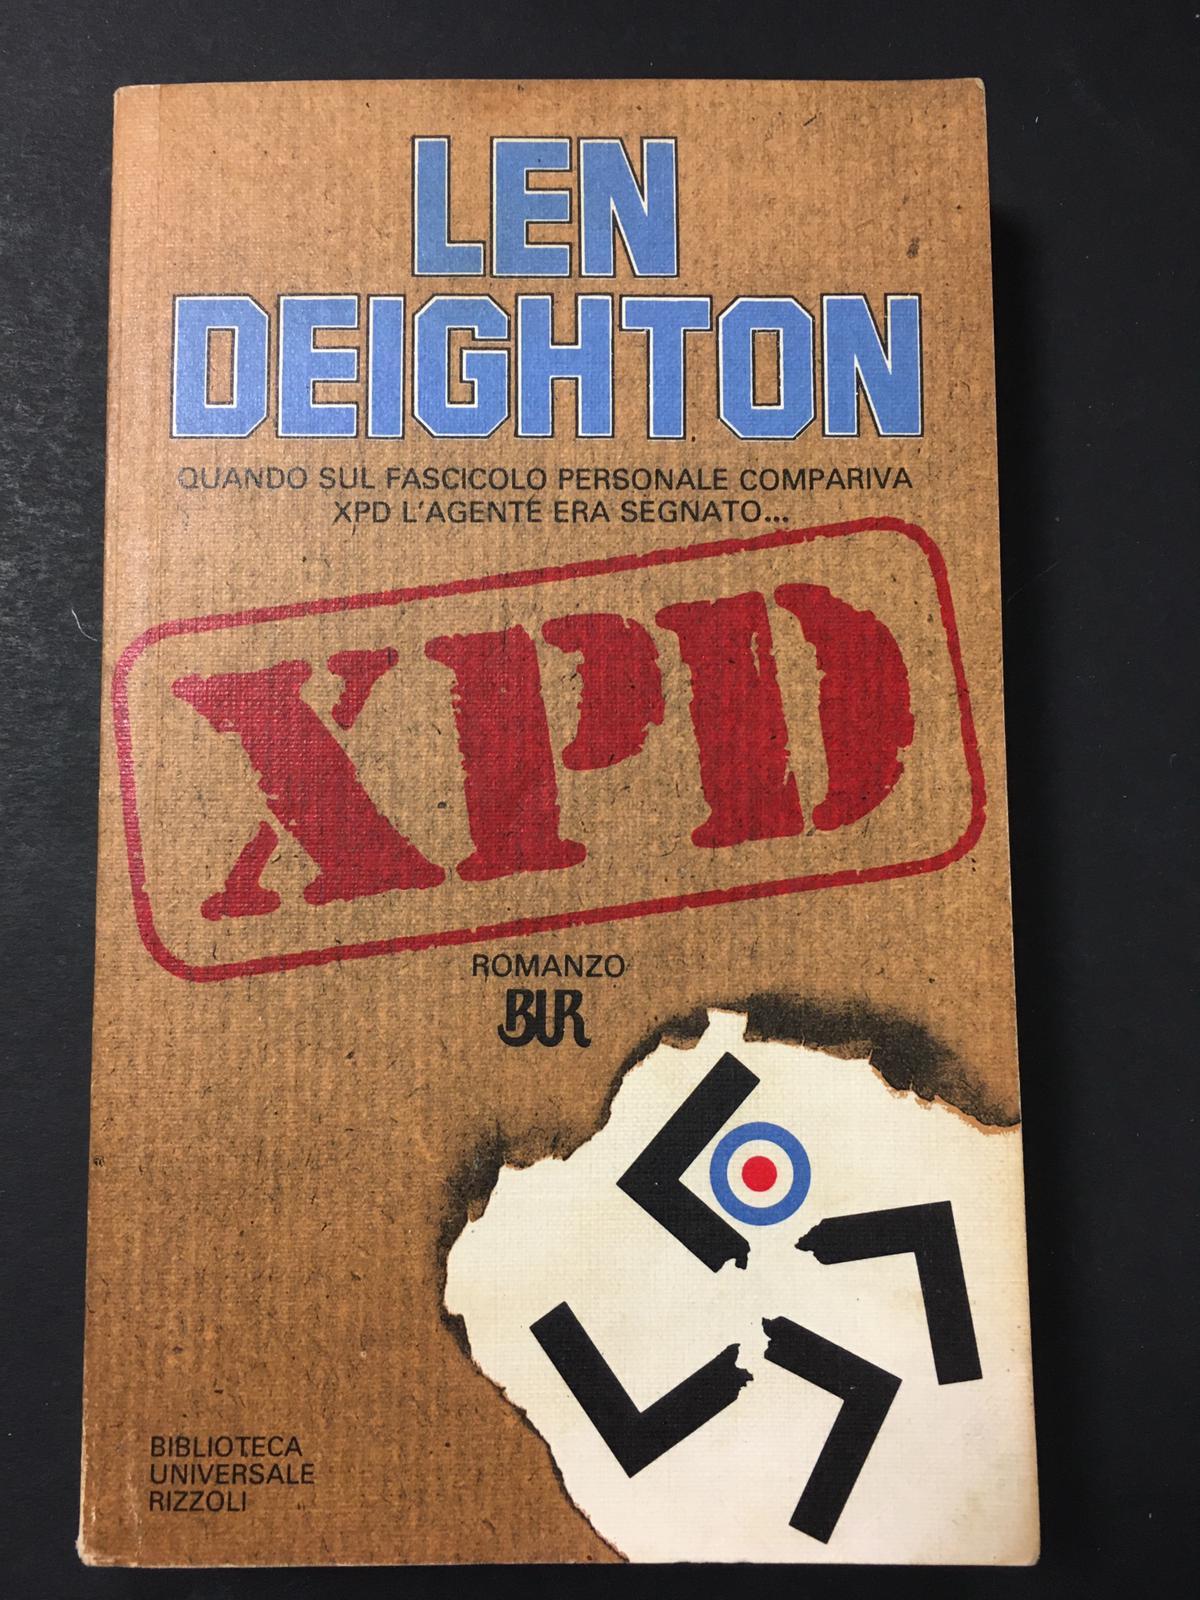 LEN
DEIGHTON
QUANDO SUL FASCICOLO PERSONALE COMPARIVA
XPD L'AGENTE ERA SEGNATO...
XPD
ROMANZO
BUR
BIBLIOTECA
UNIVERSALE
RIZZOLI